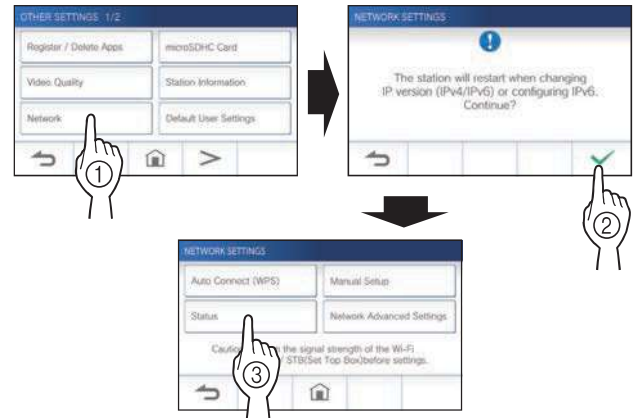 OTHER SETTINGS 1/2
Register / Delete Apps
microSDHC Card
Video Quality
Station Information
Network
Default User Settings
1
NETWORK SETTINGS
The station will restart when changing
IP version (IPv4/IPv6) or configuring IPv6.
Continue?
2
NETWORK SETTINGS
Auto Connect (WPS)
Manual Setup
Status
Network Advanced Settings
the signal strength of the Wi-Fi
/ STB(Set Top Box)before settings.
3